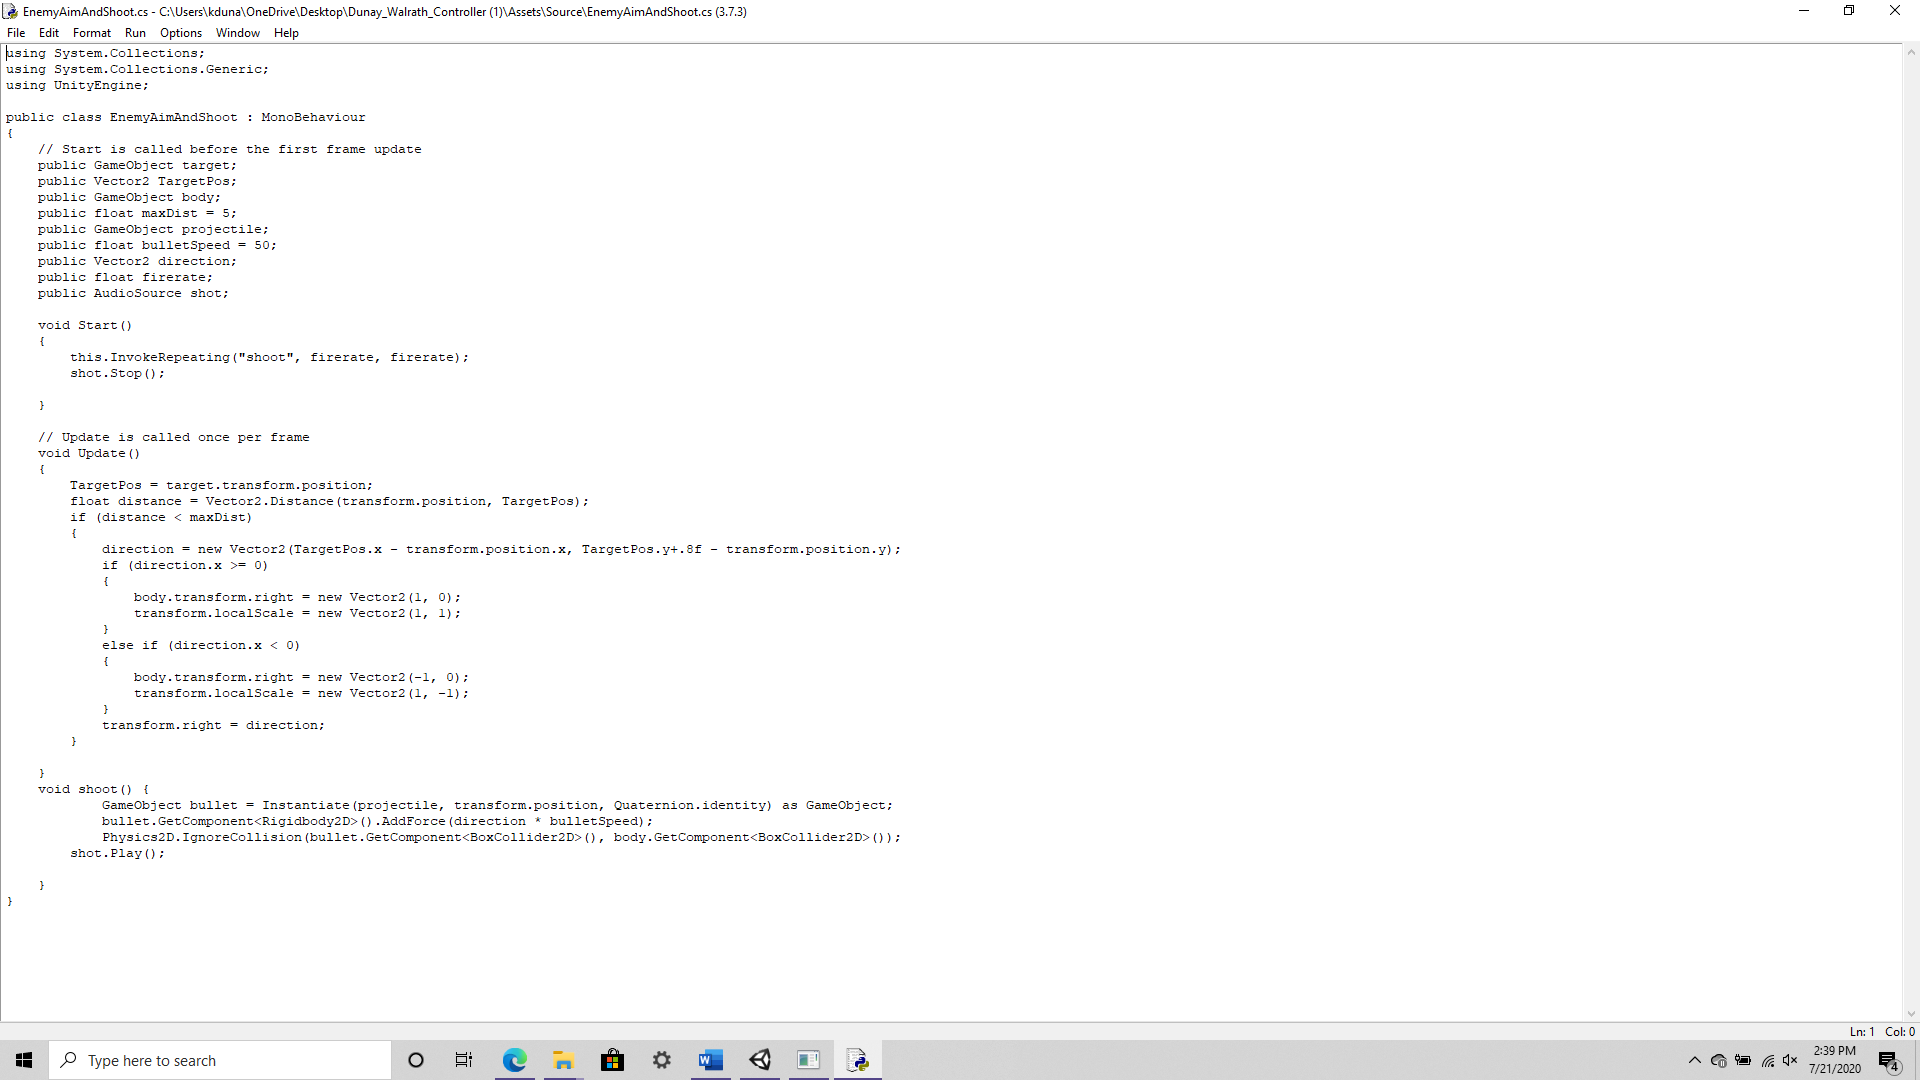 EnemyAimAndShoot.cs - C:\Users\kduna\OneDrive\Desktop\Dunay_Walrath_Controller (1)\Assets\Source\EnemyAimAndShoot.cs (3.7.3)
File Edit Format Run Options Window Help
using System.Collections;
using System.Collections.Generic;
using UnityEngine;

public class EnemyAimAndShoot : MonoBehaviour
{
    // Start is called before the first frame update
    public GameObject target;
    public Vector2 TargetPos;
    public GameObject body;
    public float maxDist = 5;
    public GameObject projectile;
    public float bulletSpeed = 50;
    public Vector2 direction;
    public float firerate;
    public AudioSource shot;

    void Start()
    {
        this.InvokeRepeating("shoot", firerate, firerate);
        shot.Stop();

    }

    // Update is called once per frame
    void Update()
    {
        TargetPos = target.transform.position;
        float distance = Vector2.Distance(transform.position, TargetPos);
        if (distance < maxDist)
        {
            direction = new Vector2(TargetPos.x - transform.position.x, TargetPos.y+.8f - transform.position.y);
            if (direction.x >= 0)
            {
                body.transform.right = new Vector2(1, 0);
                transform.localScale = new Vector2(1, 1);
            }
            else if (direction.x < 0)
            {
                body.transform.right = new Vector2(-1, 0);
                transform.localScale = new Vector2(1, -1);
            }
            transform.right = direction;
        }

    }
    void shoot() {
            GameObject bullet = Instantiate(projectile, transform.position, Quaternion.identity) as GameObject;
            bullet.GetComponent<Rigidbody2D>().AddForce(direction * bulletSpeed);
            Physics2D.IgnoreCollision(bullet.GetComponent<BoxCollider2D>(), body.GetComponent<BoxCollider2D>());
        shot.Play();

    }
}
Ln: 1 Col: 0
Type here to search
2:39 PM
7/21/2020
4